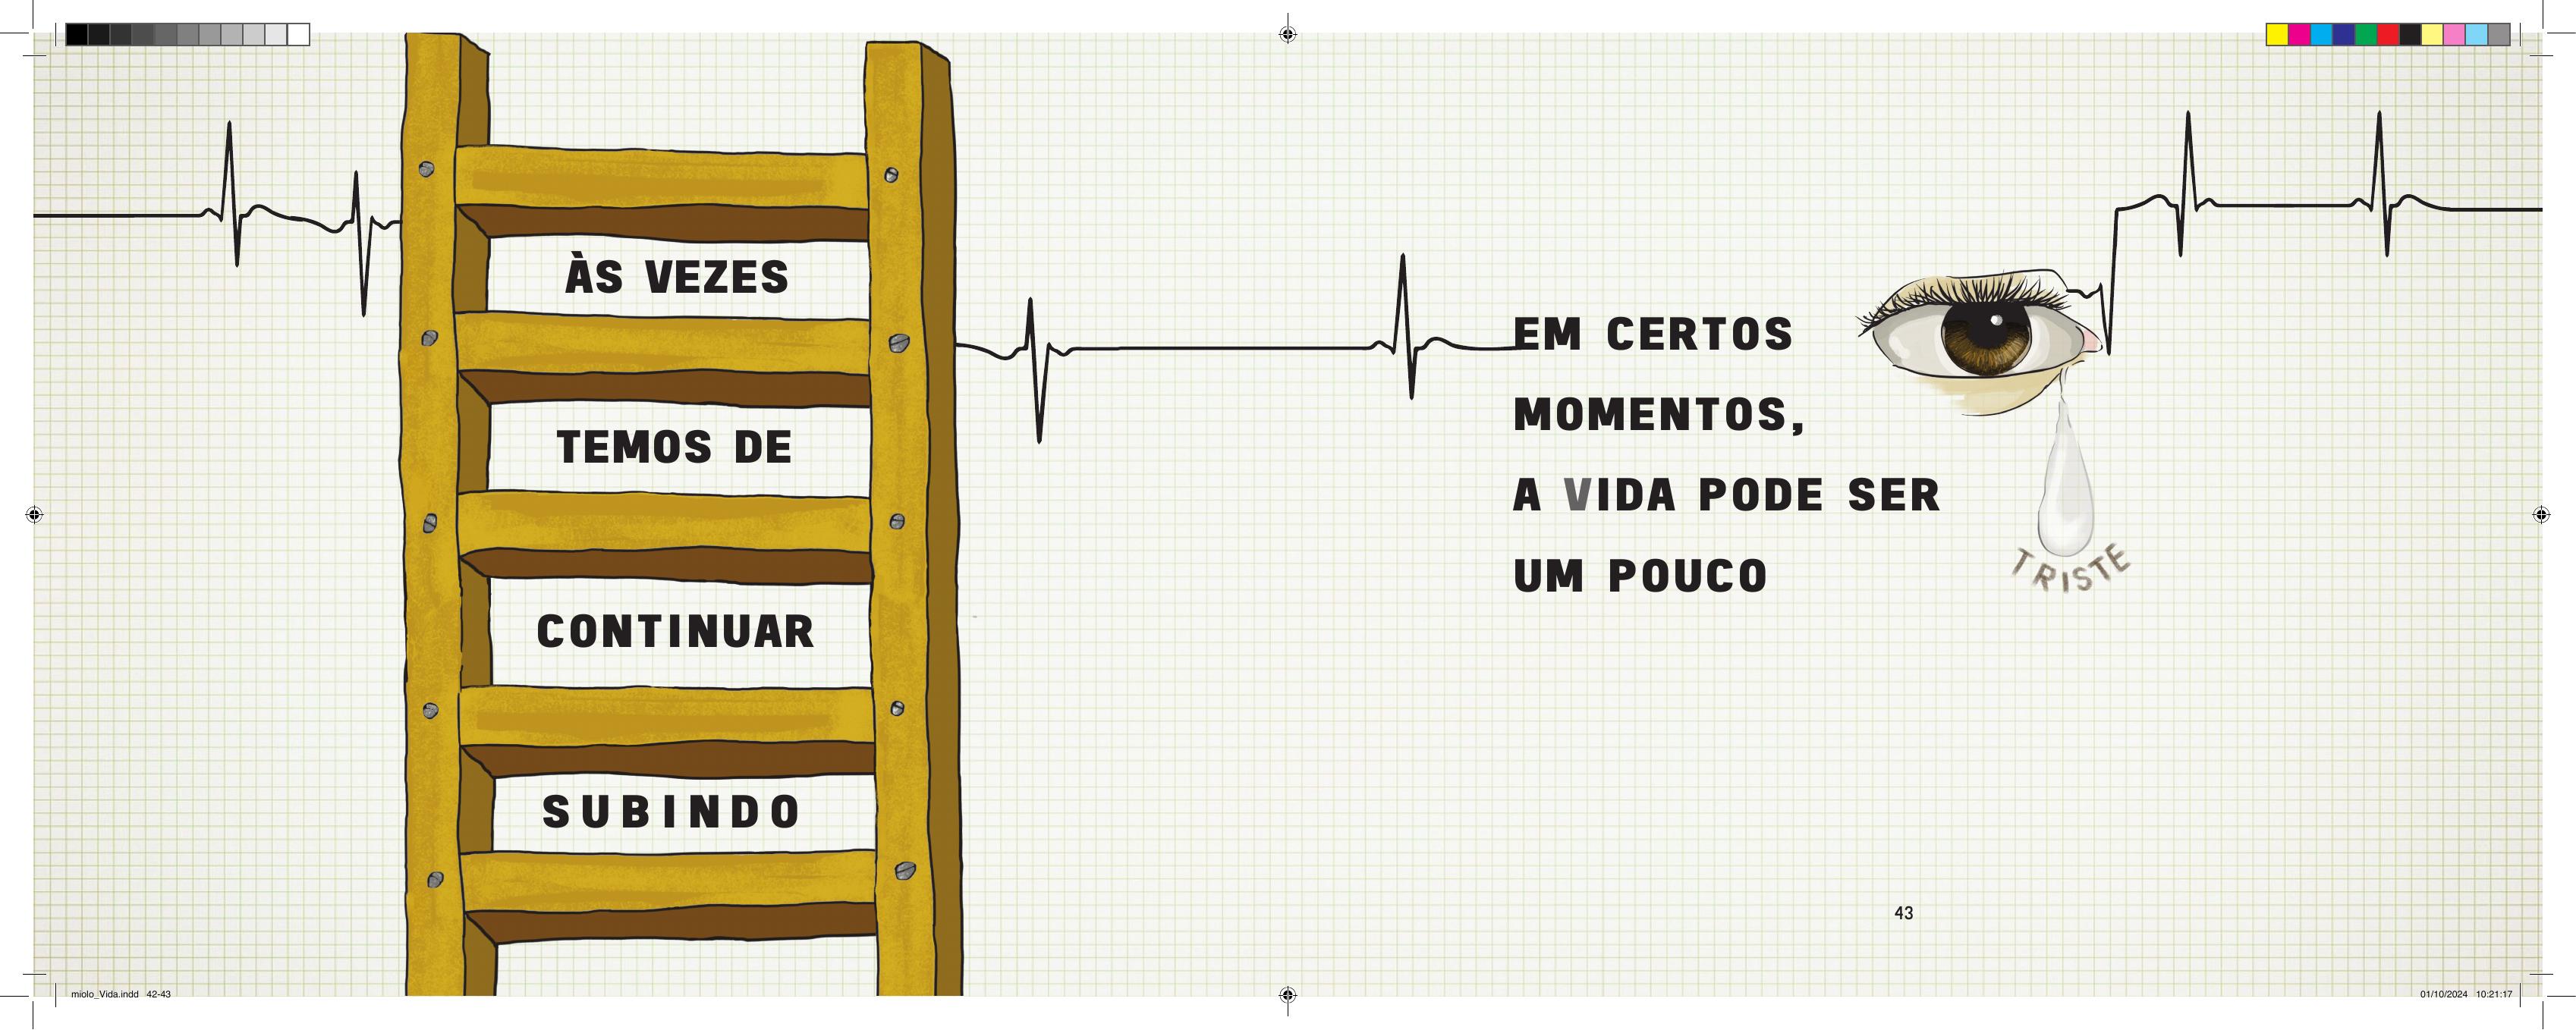 ÀS VEZES
TEMOS DE
CONTINUAR
SUBINDO
EM CERTOS
MOMENTOS,
A VIDA PODE SER
UM POUCO
TRISTE
43
miolo_Vida.indd 42-43
01/10/2024 10:21:17